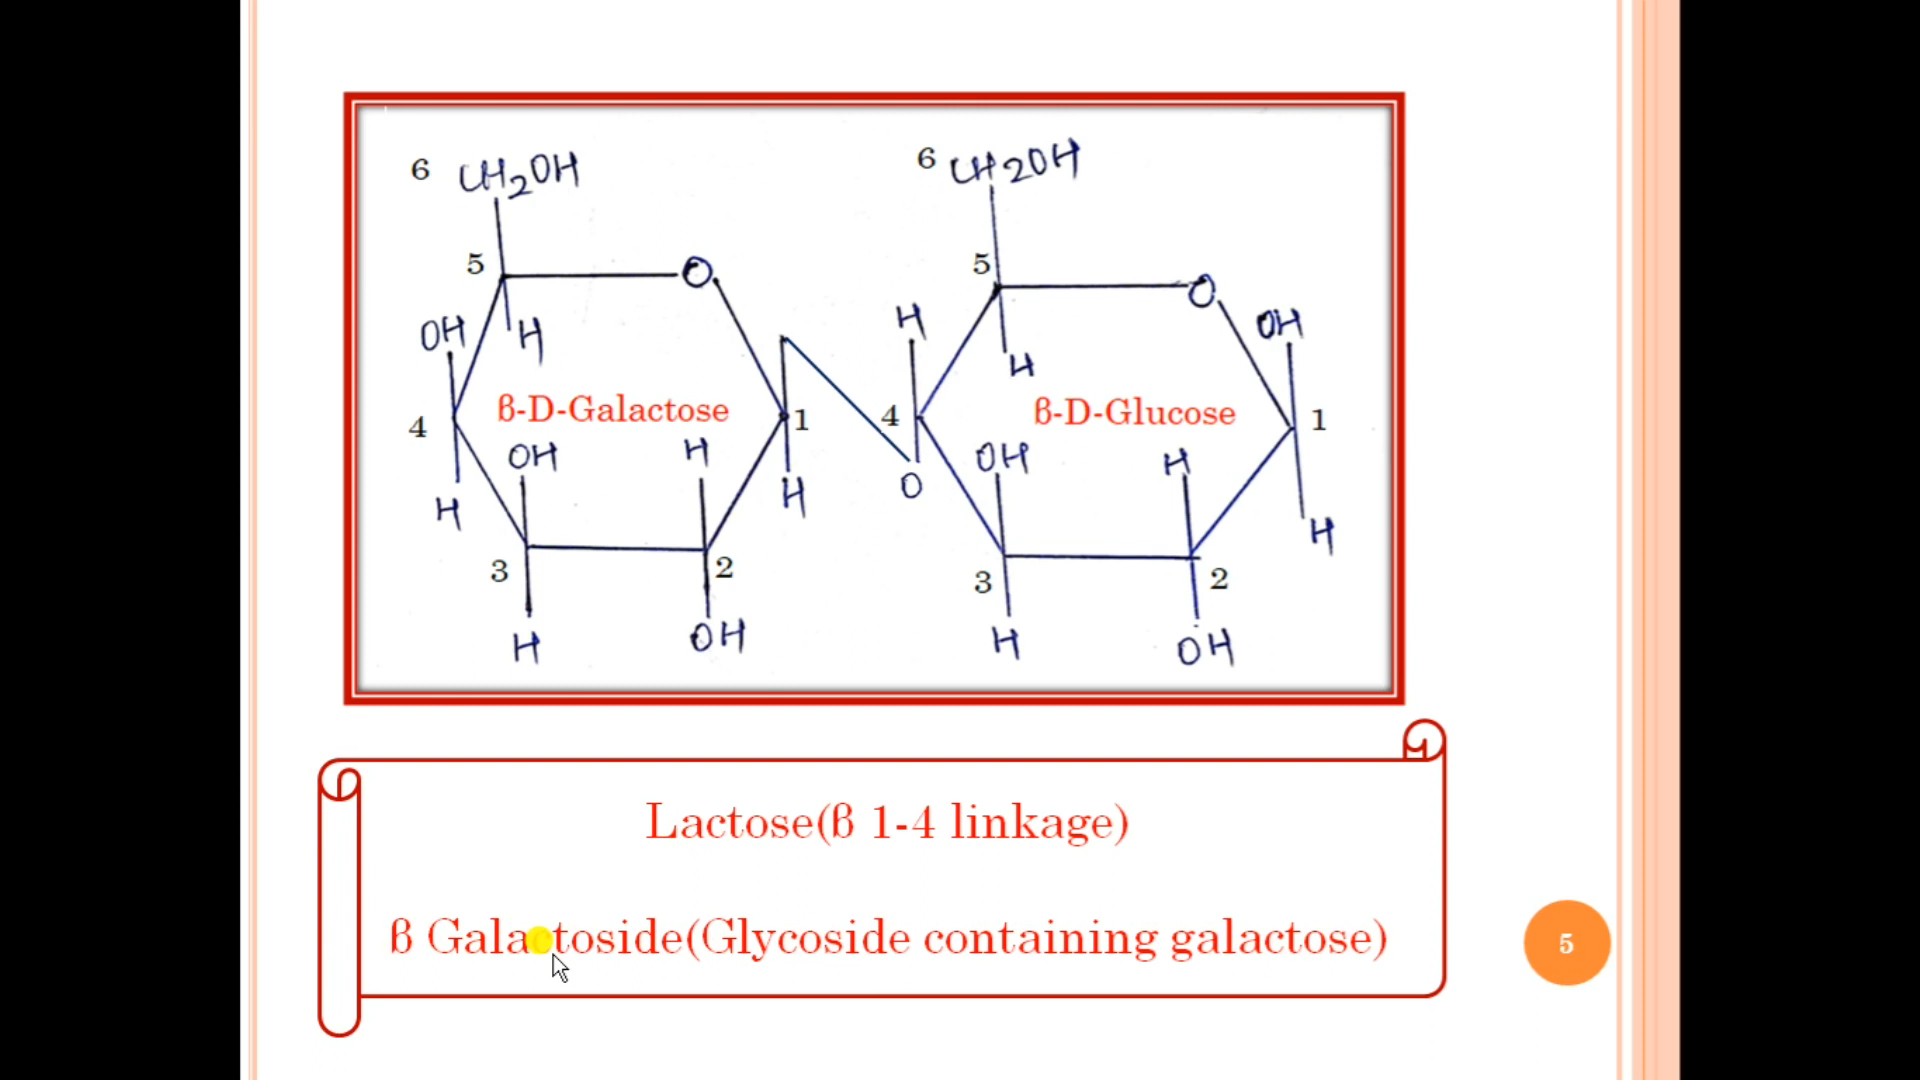 6 CH2OH 6 CH2OH
5 O 5 O
OH H H H OH
4 β-D-Galactose 1 4 β-D-Glucose 1
OH H H O OH H H
3 2 3 2
H OH H OH
Lactose(β 1-4 linkage)
β Galactoside(Glycoside containing galactose)
5